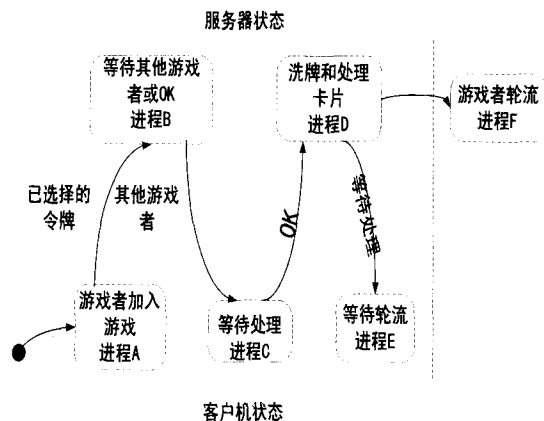 服务器状态
等待其他游戏
者或OK
进程B
洗牌和处理
卡片
进程D
游戏者轮流
进程F
已选择的
令牌
其他游戏
者
OK
等待处理
游戏者加入
游戏
进程A
等待处理
进程C
等待轮流
进程E
客户机状态